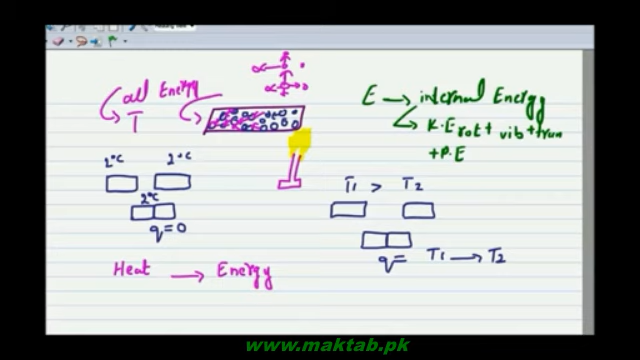 add Energy
T
E → internal Energy
K.E rot + vib + tran
+ P.E
2°C 2°C
2°C
q=0
T1 > T2
q= T1 → T2
Heat → Energy
www.maktab.pk